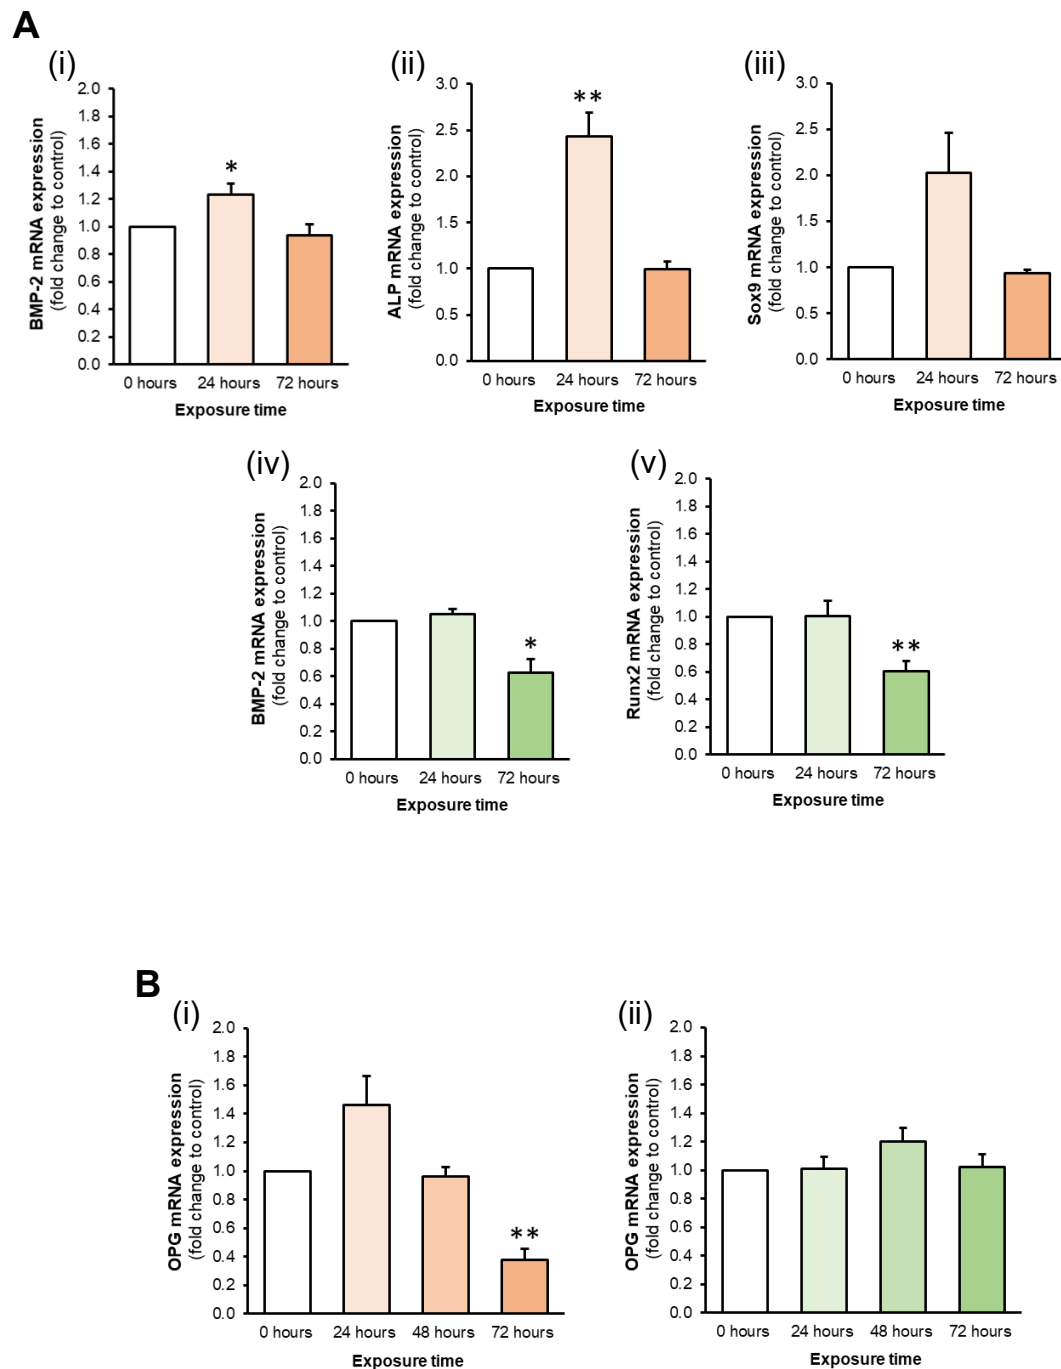 A
(i)
BMP-2 mRNA expression
(fold change to control)
2.0
1.8
1.6
1.4
1.2
1.0
0.8
0.6
0.4
0.2
0.0
*
0 hours 24 hours 72 hours
Exposure time
(ii)
ALP mRNA expression
(fold change to control)
3.0
2.5
2.0
1.5
1.0
0.5
0.0
**
0 hours 24 hours 72 hours
Exposure time
(iii)
Sox9 mRNA expression
(fold change to control)
3.0
2.5
2.0
1.5
1.0
0.5
0.0
0 hours 24 hours 72 hours
Exposure time
(iv)
BMP-2 mRNA expression
(fold change to control)
2.0
1.8
1.6
1.4
1.2
1.0
0.8
0.6
0.4
0.2
0.0
*
0 hours 24 hours 72 hours
Exposure time
(v)
Runx2 mRNA expression
(fold change to control)
2.0
1.8
1.6
1.4
1.2
1.0
0.8
0.6
0.4
0.2
0.0
**
0 hours 24 hours 72 hours
Exposure time
B
(i)
OPG mRNA expression
(fold change to control)
2.0
1.8
1.6
1.4
1.2
1.0
0.8
0.6
0.4
0.2
0.0
**
0 hours 24 hours 48 hours 72 hours
Exposure time
(ii)
OPG mRNA expression
(fold change to control)
2.0
1.8
1.6
1.4
1.2
1.0
0.8
0.6
0.4
0.2
0.0
0 hours 24 hours 48 hours 72 hours
Exposure time